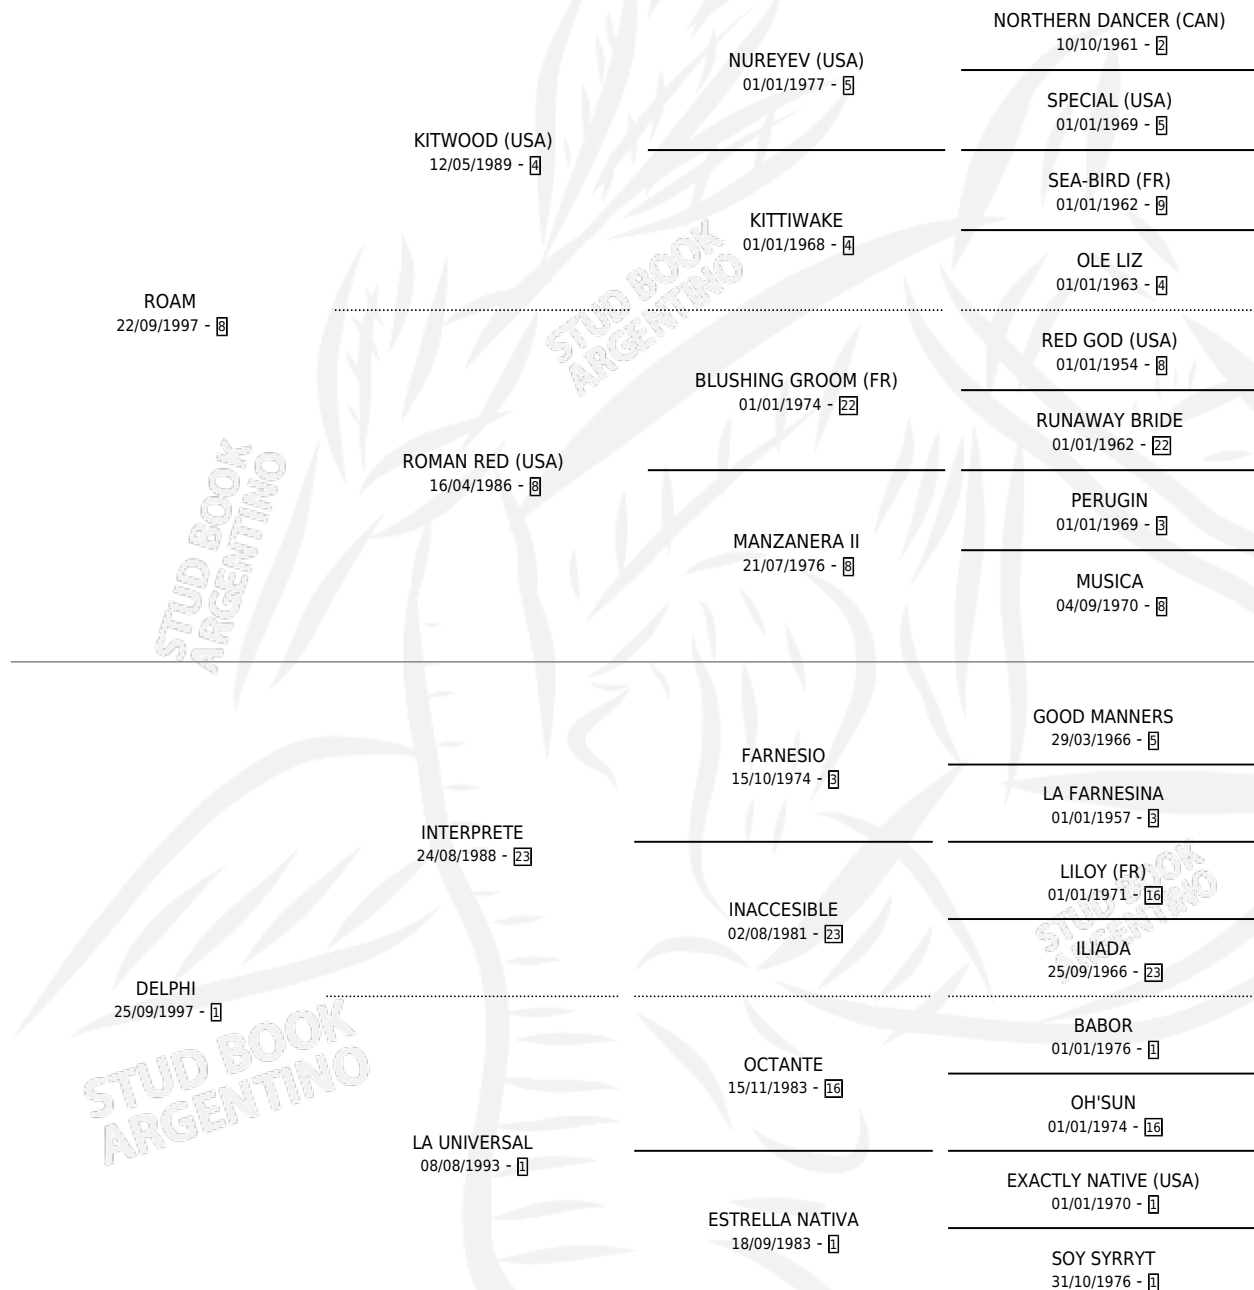 NORTHERN DANCER (CAN)
10/10/1961 - 2
NUREYEV (USA)
01/01/1977 - 5
SPECIAL (USA)
01/01/1969 - 5
KITWOOD (USA)
12/05/1989 - 4
SEA-BIRD (FR)
01/01/1962 - 9
KITTIWAKE
01/01/1968 - 4
OLE LIZ
01/01/1963 - 4
ROAM
22/09/1997 - 8
RED GOD (USA)
01/01/1954 - 8
BLUSHING GROOM (FR)
01/01/1974 - 22
RUNAWAY BRIDE
01/01/1962 - 22
ROMAN RED (USA)
16/04/1986 - 8
PERUGIN
01/01/1969 - 3
MANZANERA II
21/07/1976 - 8
MUSICA
04/09/1970 - 8
GOOD MANNERS
29/03/1966 - 5
FARNESIO
15/10/1974 - 3
LA FARNESINA
01/01/1957 - 3
INTERPRETE
24/08/1988 - 23
LILOY (FR)
01/01/1971 - 16
INACCESIBLE
02/08/1981 - 23
ILIADA
25/09/1966 - 23
DELPHI
25/09/1997 - 1
BABOR
01/01/1976 - 1
OCTANTE
15/11/1983 - 16
OH'SUN
01/01/1974 - 16
LA UNIVERSAL
08/08/1993 - 1
EXACTLY NATIVE (USA)
01/01/1970 - 1
ESTRELLA NATIVA
18/09/1983 - 1
SOY SYRRYT
31/10/1976 - 1
STUD BOOK
ARGENTINO
STUD BOOK
ARGENTINO
STUD BOOK
ARGENTINO
STUD BOOK
ARGENTINO